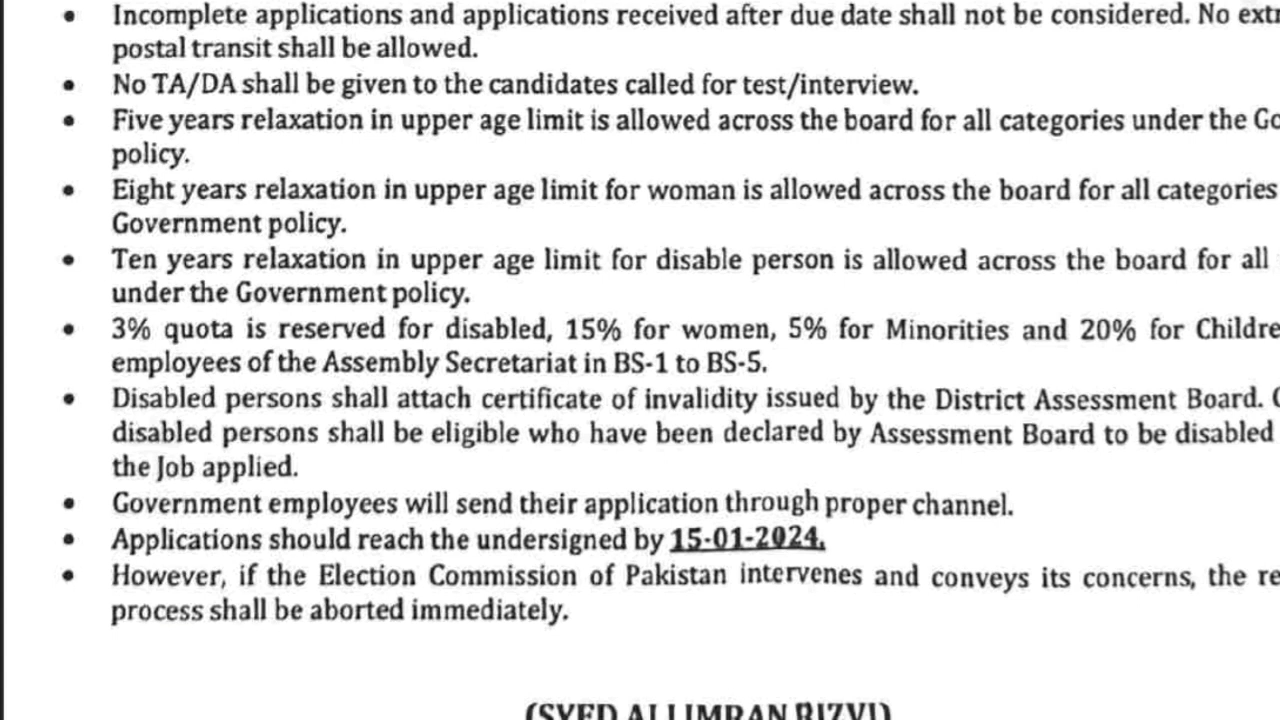 • Incomplete applications and applications received after due date shall not be considered. No
postal transit shall be allowed.
• No TA/DA shall be given to the candidates called for test/interview.
• Five years relaxation in upper age limit is allowed across the board for all categories under the
policy.
• Eight years relaxation in upper age limit for woman is allowed across the board for all categories
Government policy.
• Ten years relaxation in upper age limit for disable person is allowed across the board for all
under the Government policy.
• 3% quota is reserved for disabled, 15% for women, 5% for Minorities and 20% for
employees of the Assembly Secretariat in BS-1 to BS-5.
• Disabled persons shall attach certificate of invalidity issued by the District Assessment Board.
disabled persons shall be eligible who have been declared by Assessment Board to be disabled
the Job applied.
• Government employees will send their application through proper channel.
• Applications should reach the undersigned by 15-01-2024.
• However, if the Election Commission of Pakistan intervenes and conveys its concerns, the
process shall be aborted immediately.
(SYED ALI IMRAN RIZVI)